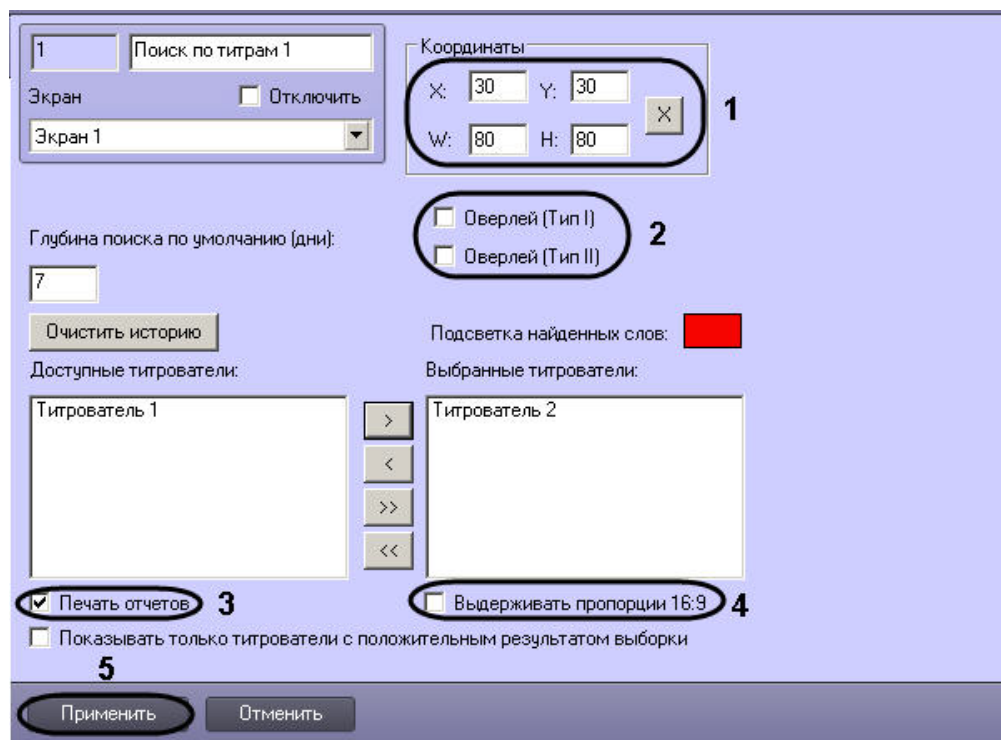 1 Поиск по титрам 1
Экран Отключить
Экран 1
Координаты
X: 30 Y: 30
W: 80 H: 80
X
1
Оверлей (Тип I)
Оверлей (Тип II)
2
Глубина поиска по умолчанию (дни):
7
Очистить историю
Подсветка найденных слов:
Доступные титрователи:
Выбранные титрователи:
Титрователь 1
>
<
>>
<<
Титрователь 2
Печать отчетов 3
Выдерживать пропорции 16:9 4
Показывать только титрователи с положительным результатом выборки
5
Применить Отменить